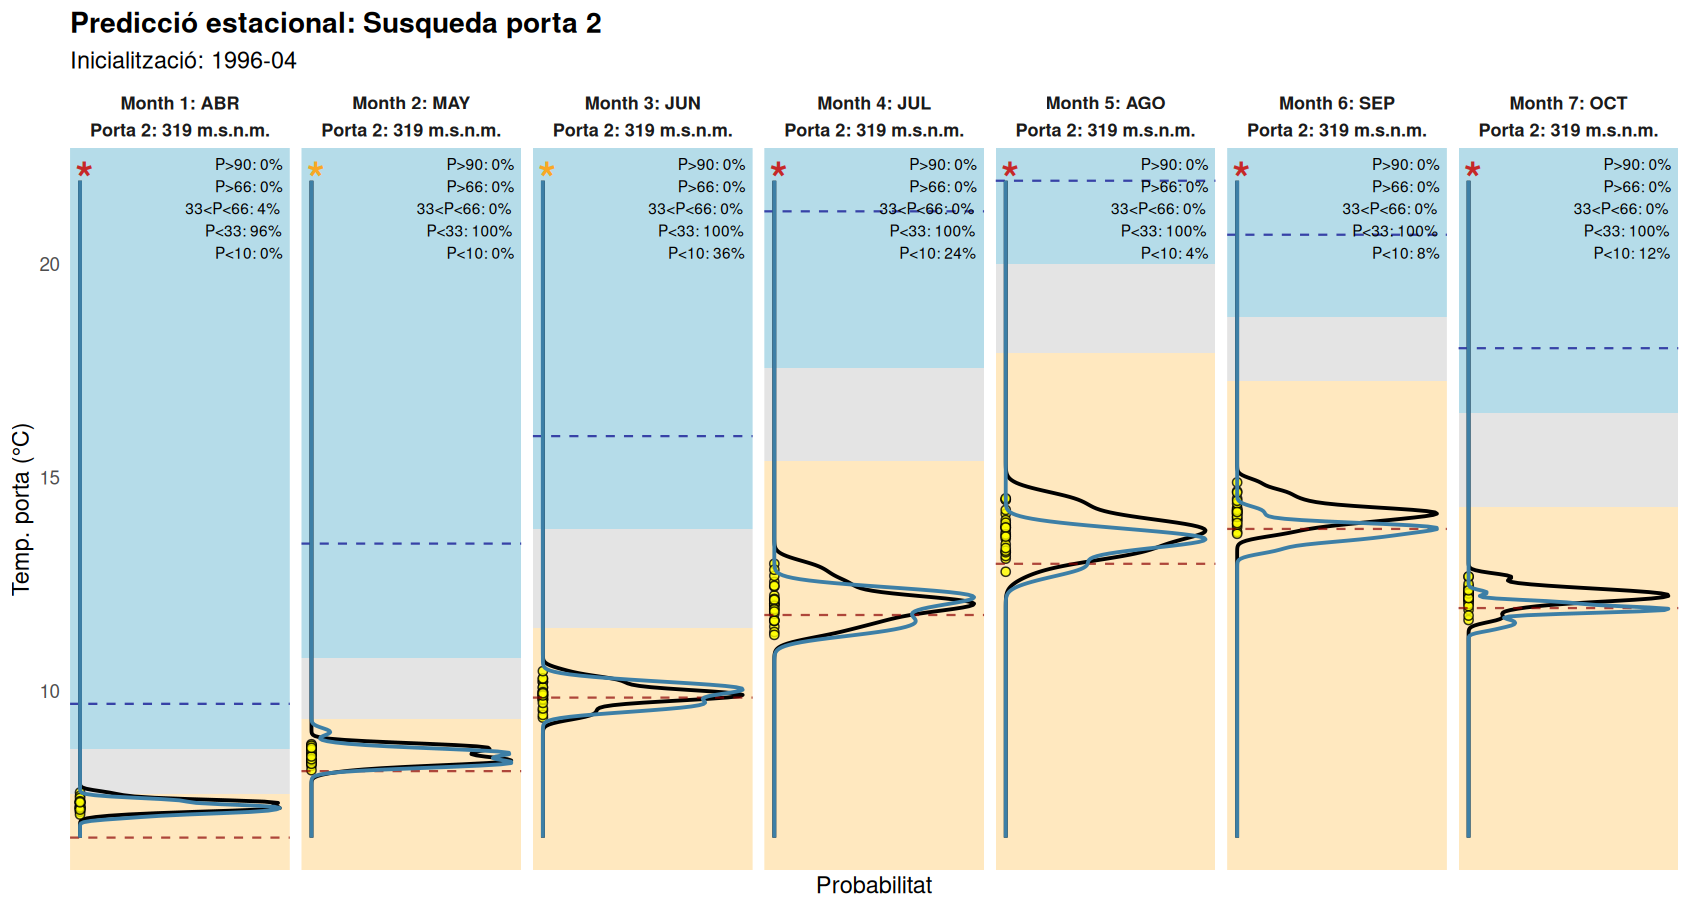 Predicció estacional: Susqueda porta 2
Inicialització: 1996-04
Month 1: ABR
Porta 2: 319 m.s.n.m.
*
P>90: 0%
P>66: 0%
33<P<66: 4%
P<33: 96%
P<10: 0%
Month 2: MAY
Porta 2: 319 m.s.n.m.
*
P>90: 0%
P>66: 0%
33<P<66: 0%
P<33: 100%
P<10: 0%
Month 3: JUN
Porta 2: 319 m.s.n.m.
*
P>90: 0%
P>66: 0%
33<P<66: 0%
P<33: 100%
P<10: 36%
Month 4: JUL
Porta 2: 319 m.s.n.m.
*
P>90: 0%
P>66: 0%
33<P<66: 0%
P<33: 100%
P<10: 24%
Month 5: AGO
Porta 2: 319 m.s.n.m.
*
P>90: 0%
P>66: 0%
33<P<66: 0%
P<33: 100%
P<10: 4%
Month 6: SEP
Porta 2: 319 m.s.n.m.
*
P>90: 0%
P>66: 0%
33<P<66: 0%
P<33: 100%
P<10: 8%
Month 7: OCT
Porta 2: 319 m.s.n.m.
*
P>90: 0%
P>66: 0%
33<P<66: 0%
P<33: 100%
P<10: 12%
Temp. porta (°C)
20
15
10
Probabilitat